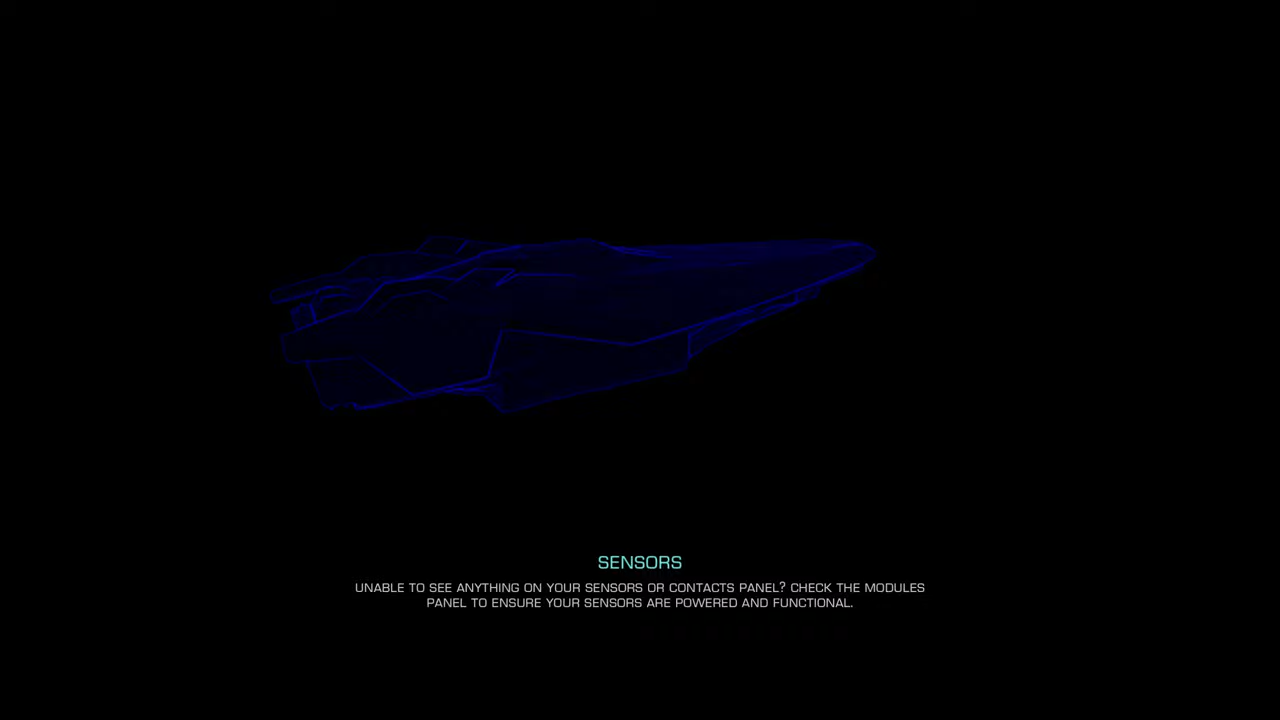 SENSORS
UNABLE TO SEE ANYTHING ON YOUR SENSORS OR CONTACTS PANEL? CHECK THE MODULES
PANEL TO ENSURE YOUR SENSORS ARE POWERED AND FUNCTIONAL.